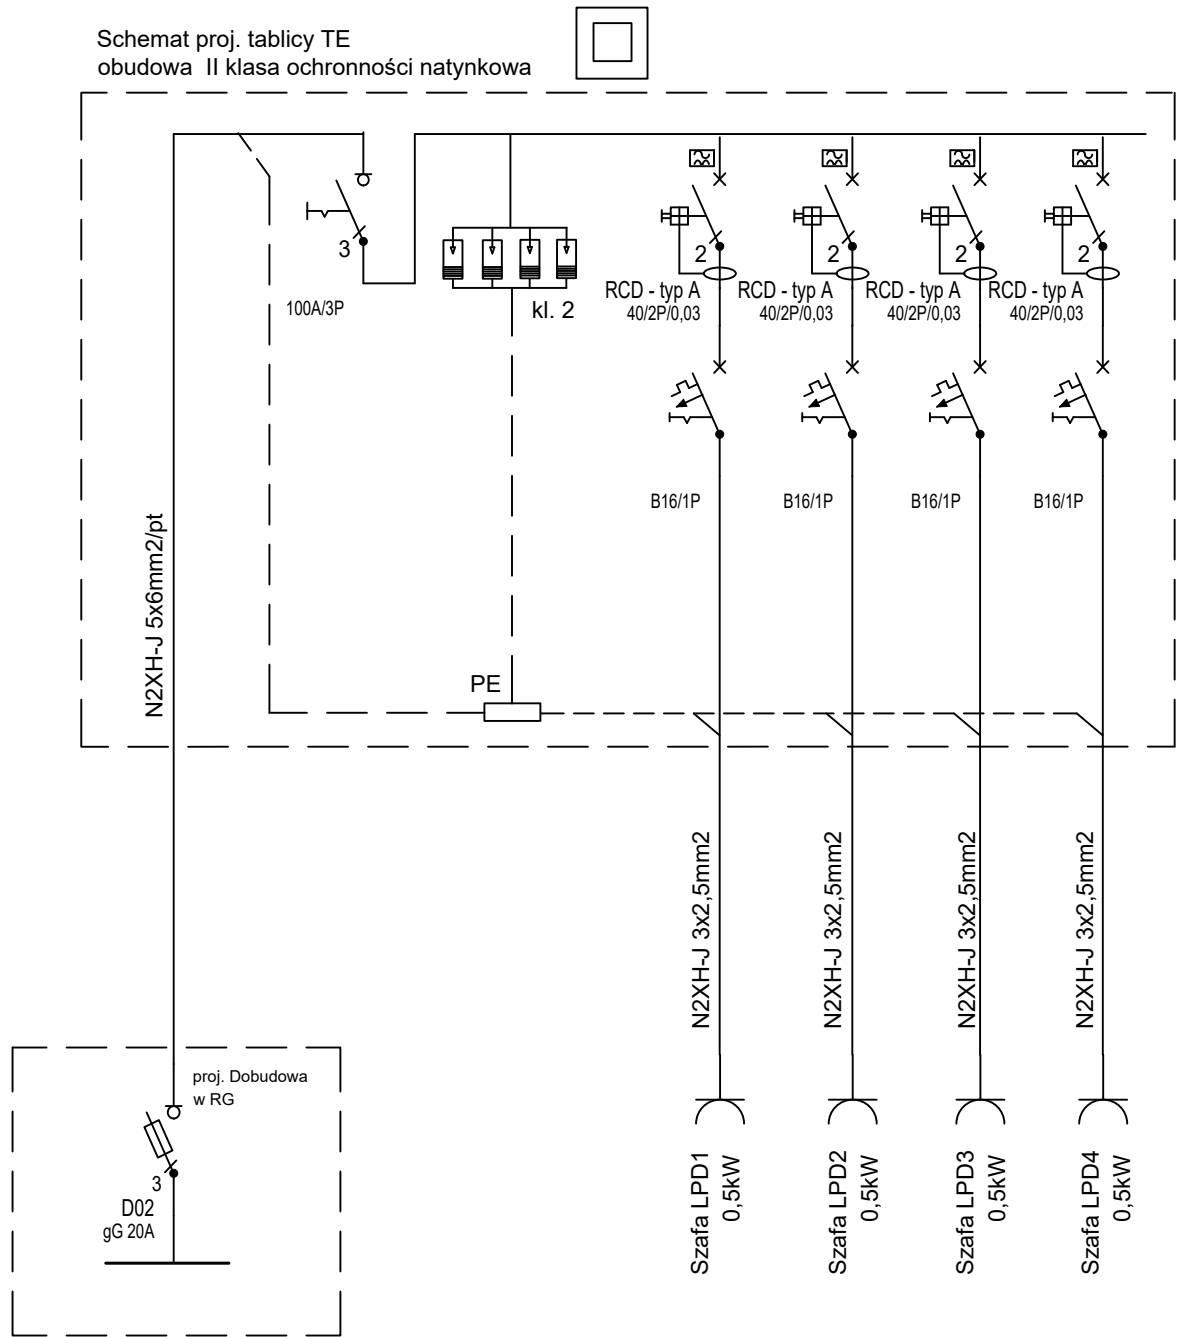 Schemat proj. tablicy TE
obudowa II klasa ochronności natynkowa
3
100A/3P
kl. 2
2
RCD - typ A
40/2P/0,03
2
RCD - typ A
40/2P/0,03
2
RCD - typ A
40/2P/0,03
2
RCD - typ A
40/2P/0,03
B16/1P
B16/1P
B16/1P
B16/1P
N2XH-J 5x6mm2/pt
PE
N2XH-J 3x2,5mm2
N2XH-J 3x2,5mm2
N2XH-J 3x2,5mm2
N2XH-J 3x2,5mm2
proj. Dobudowa
w RG
3
D02
gG 20A
Szafa LPD1
0,5kW
Szafa LPD2
0,5kW
Szafa LPD3
0,5kW
Szafa LPD4
0,5kW